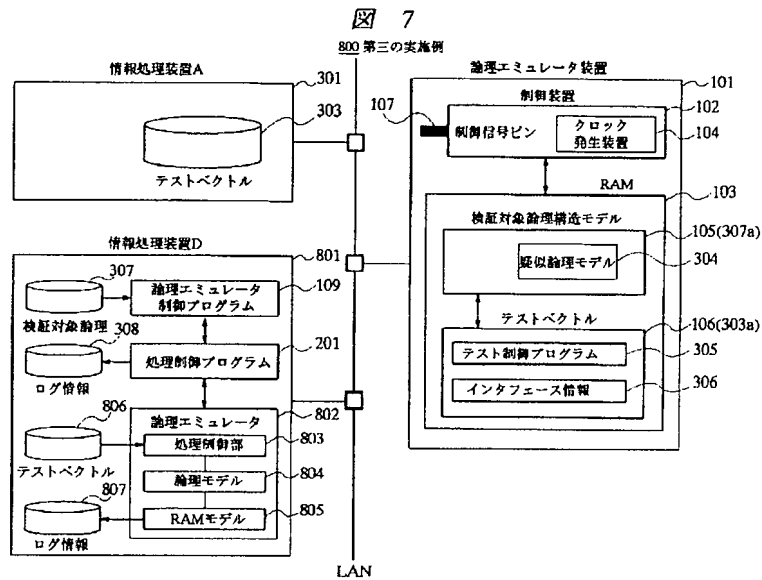 図 7
800 第三の実施例
情報処理装置A
301
303
テストベクトル
論理エミュレータ装置
101
制御装置
102
107
制御信号ピン
クロック
発生装置
104
RAM
103
検証対象論理構造モデル
105(307a)
疑似論理モデル
304
テストベクトル
106(303a)
テスト制御プログラム
305
インタフェース情報
306
情報処理装置D
801
307
検証対象論理
論理エミュレータ
制御プログラム
109
308
ログ情報
処理制御プログラム
201
論理エミュレータ
802
806
テストベクトル
処理制御部
803
論理モデル
804
807
ログ情報
RAMモデル
805
LAN